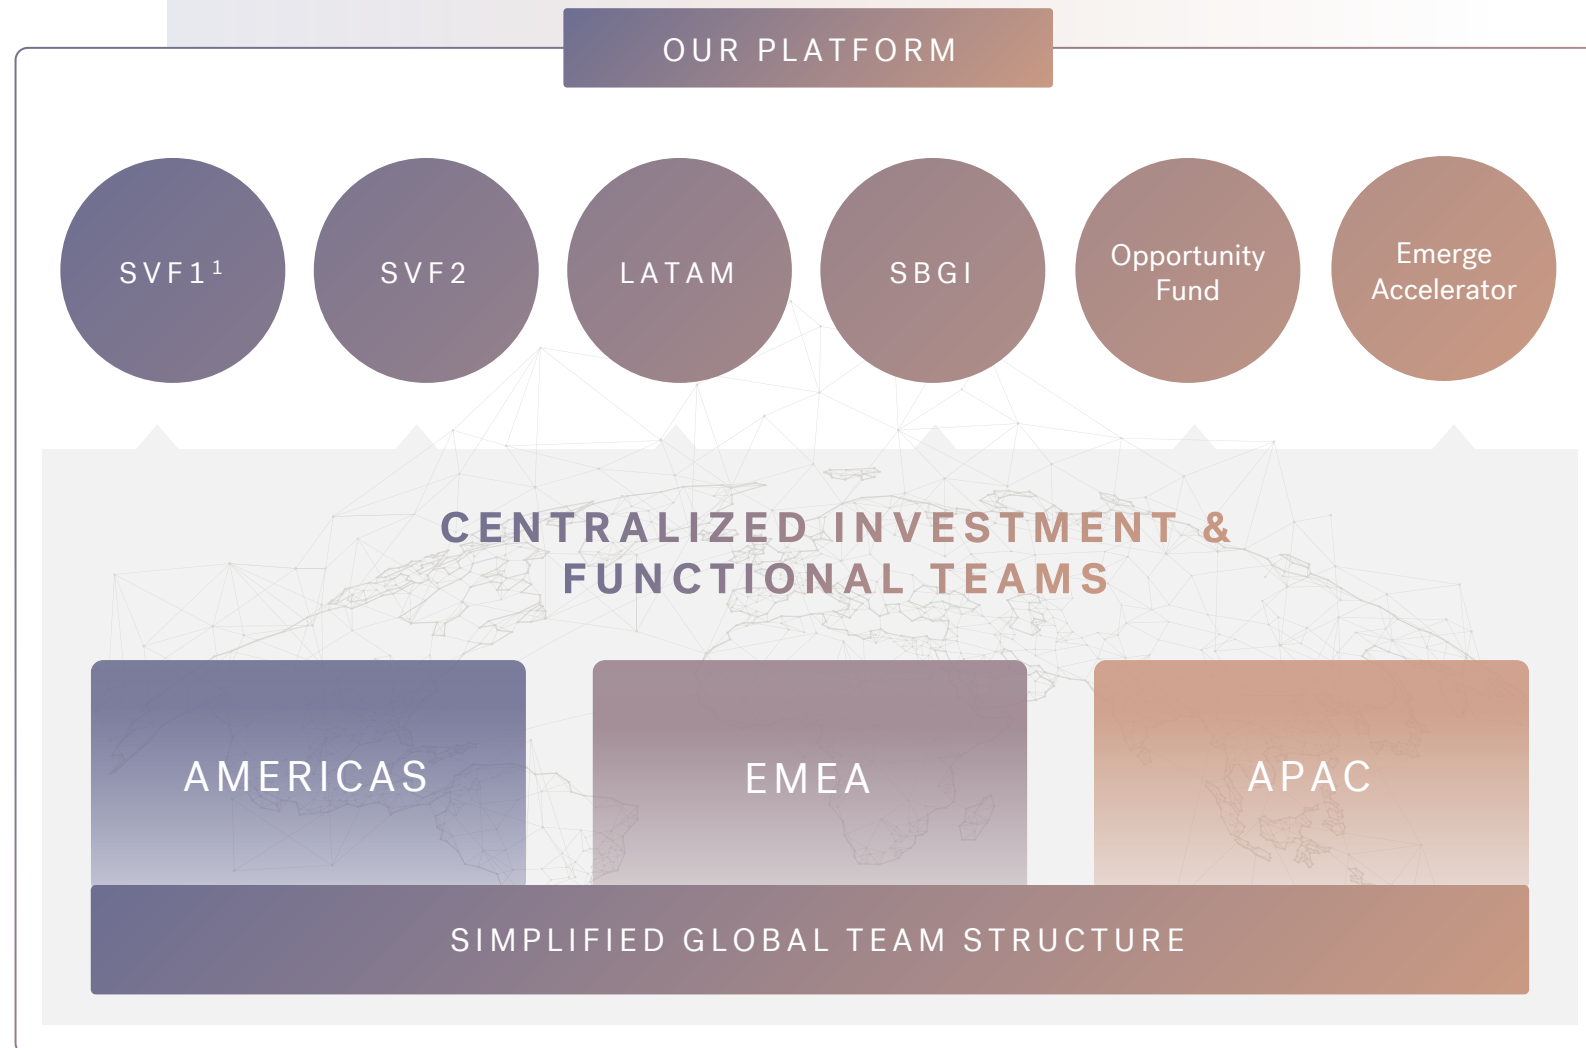 OUR PLATFORM
SVF1¹
SVF2
LATAM
SBGI
Opportunity
Fund
Emerge
Accelerator
CENTRALIZED INVESTMENT &
FUNCTIONAL TEAMS
AMERICAS
EMEA
APAC
SIMPLIFIED GLOBAL TEAM STRUCTURE